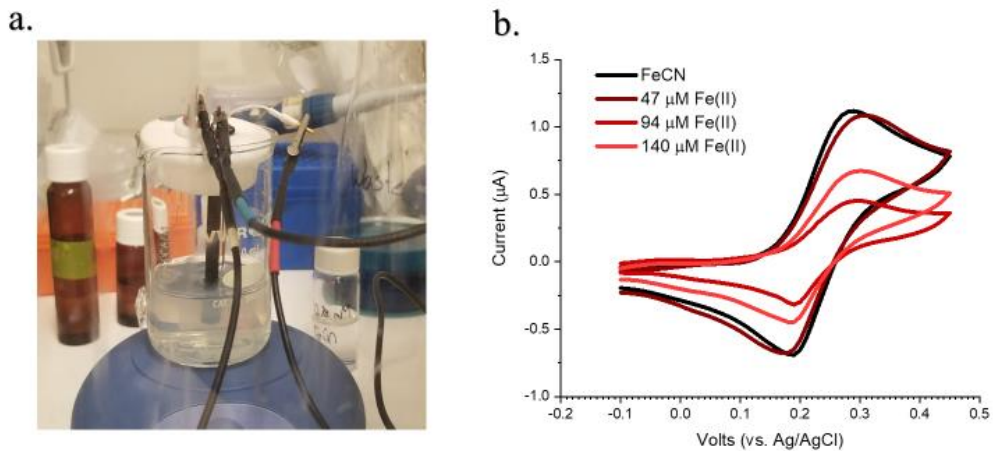 a.
b.
FeCN
47 µM Fe(II)
94 µM Fe(II)
140 µM Fe(II)
1.5
1.0
0.5
0.0
-0.5
-1.0
Current (µA)
-0.2
-0.1
0.0
0.1
0.2
0.3
0.4
0.5
Volts (vs. Ag/AgCl)